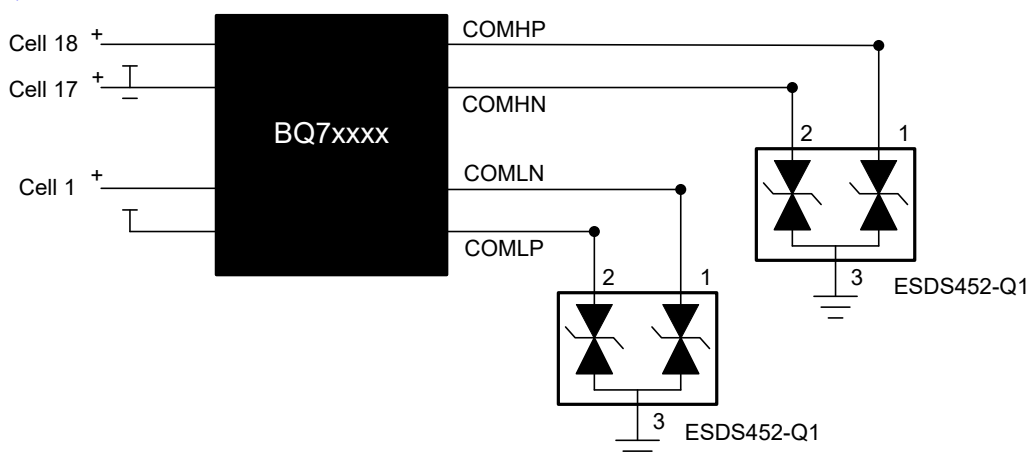 Cell 18 +
COMHP
Cell 17 +
COMHN
BQ7xxxx
2 1
Cell 1 +
COMLN
COMLP
2 1
3
ESDS452-Q1
3
ESDS452-Q1